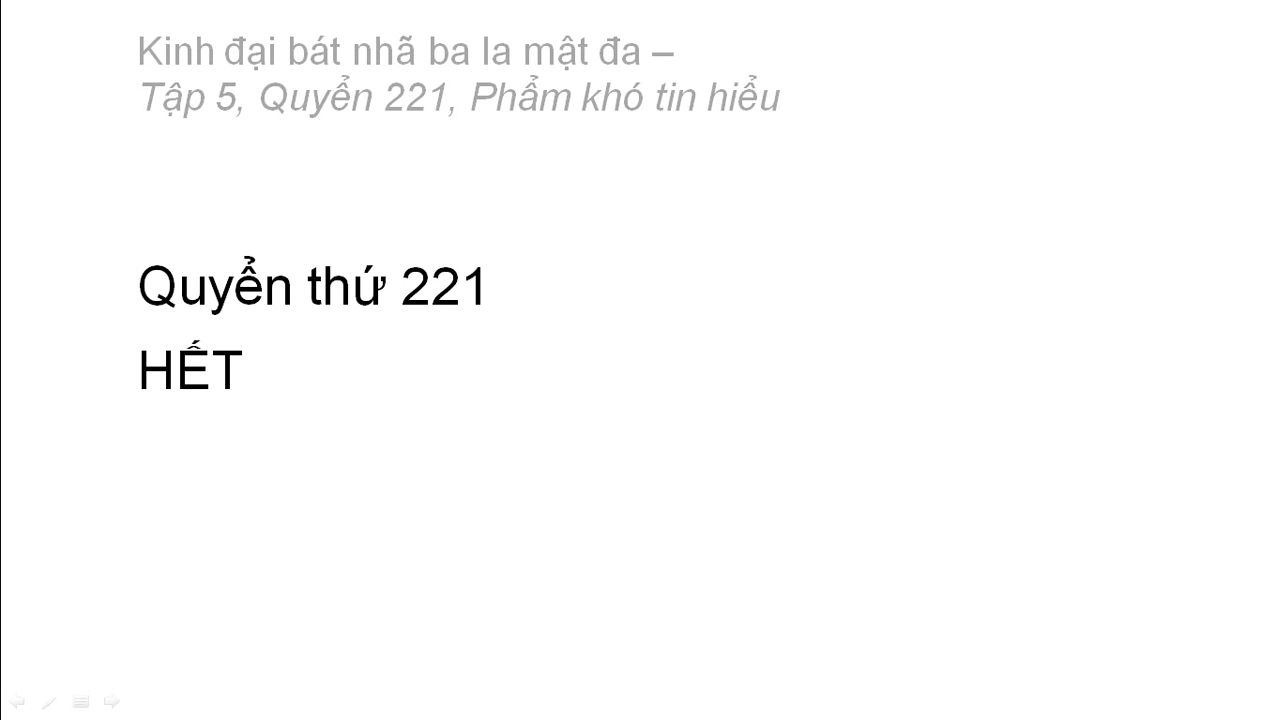 Kinh đại bát nhã ba la mật đa –
Tập 5, Quyển 221, Phẩm khó tin hiểu
Quyển thứ 221
HẾT